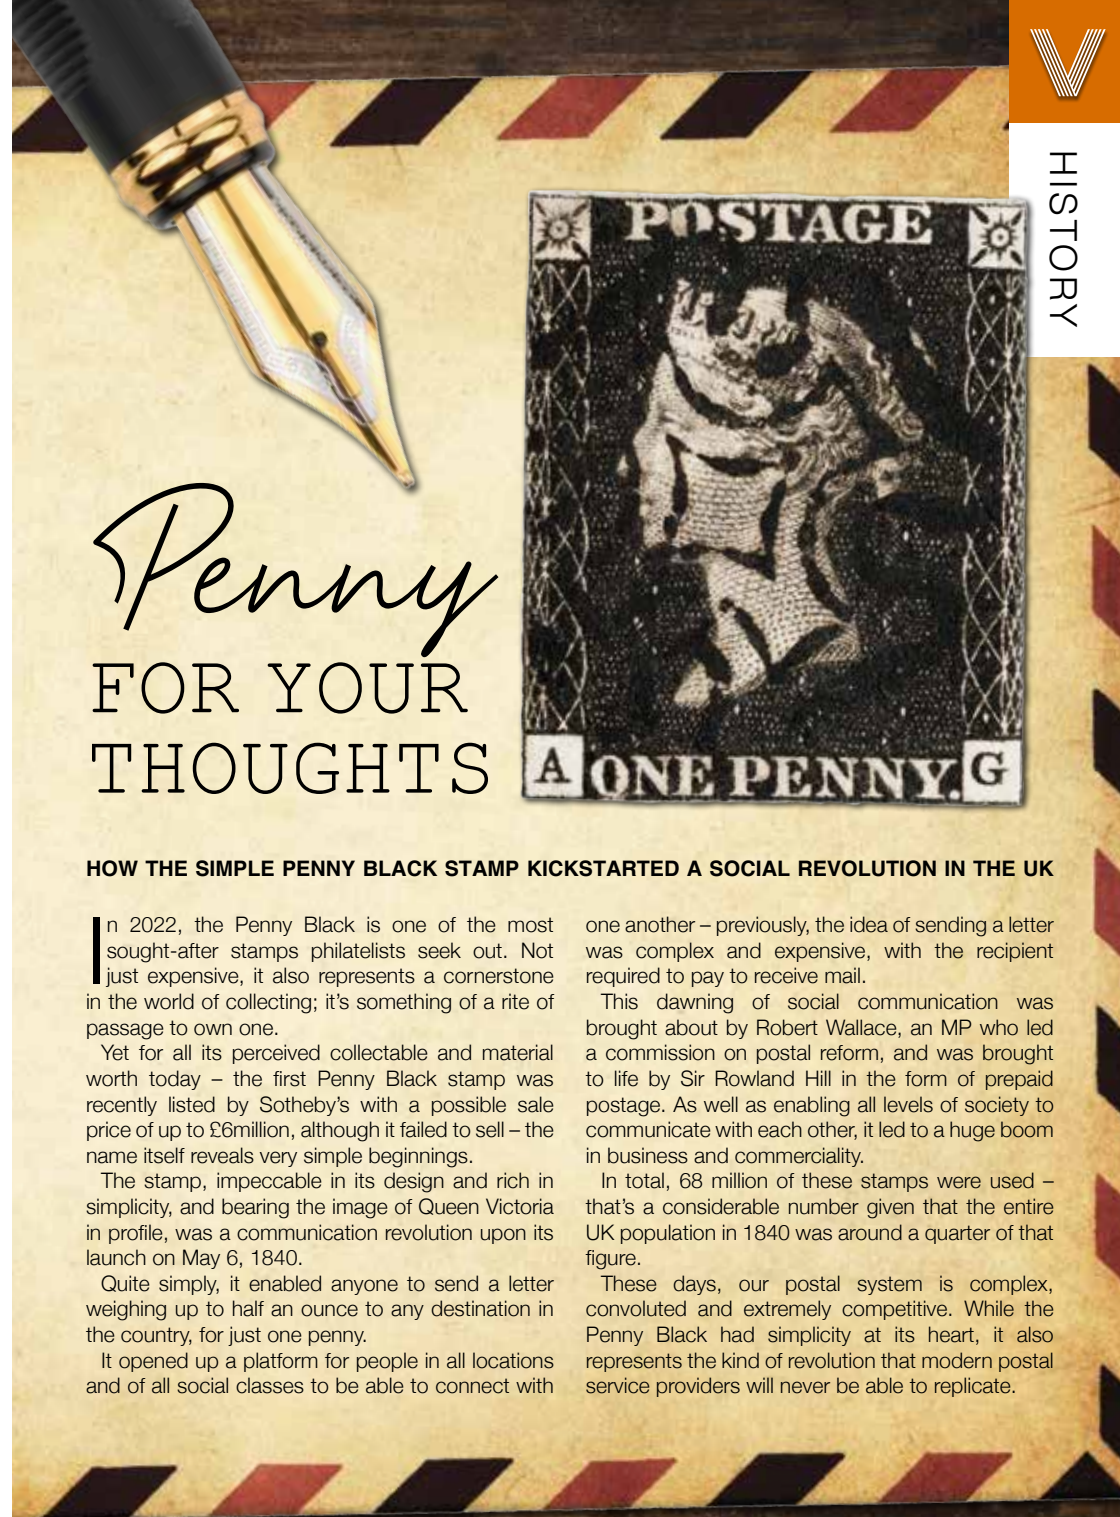 V
HISTORY
POSTAGE
A ONE PENNY. G
Penny
FOR YOUR
THOUGHTS
HOW THE SIMPLE PENNY BLACK STAMP KICKSTARTED A SOCIAL REVOLUTION IN THE UK
In 2022, the Penny Black is one of the most
sought-after stamps philatelists seek out. Not
just expensive, it also represents a cornerstone
in the world of collecting; it's something of a rite of
passage to own one.
Yet for all its perceived collectable and material
worth today – the first Penny Black stamp was
recently listed by Sotheby's with a possible sale
price of up to £6million, although it failed to sell – the
name itself reveals very simple beginnings.
The stamp, impeccable in its design and rich in
simplicity, and bearing the image of Queen Victoria
in profile, was a communication revolution upon its
launch on May 6, 1840.
Quite simply, it enabled anyone to send a letter
weighing up to half an ounce to any destination in
the country, for just one penny.
It opened up a platform for people in all locations
and of all social classes to be able to connect with
one another – previously, the idea of sending a letter
was complex and expensive, with the recipient
required to pay to receive mail.
This dawning of social communication was
brought about by Robert Wallace, an MP who led
a commission on postal reform, and was brought
to life by Sir Rowland Hill in the form of prepaid
postage. As well as enabling all levels of society to
communicate with each other, it led to a huge boom
in business and commerciality.
In total, 68 million of these stamps were used –
that's a considerable number given that the entire
UK population in 1840 was around a quarter of that
figure.
These days, our postal system is complex,
convoluted and extremely competitive. While the
Penny Black had simplicity at its heart, it also
represents the kind of revolution that modern postal
service providers will never be able to replicate.